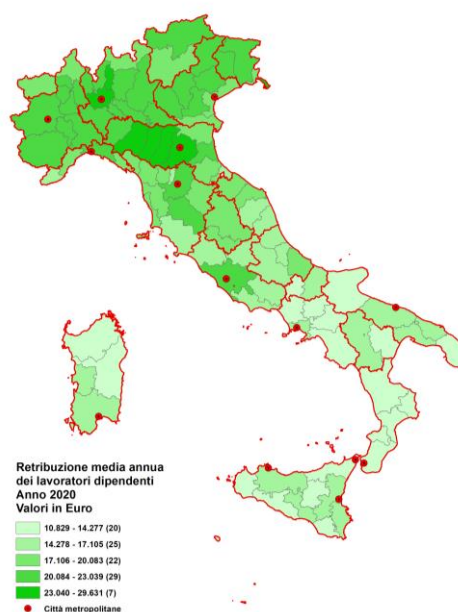 Retribuzione media annua
dei lavoratori dipendenti
Anno 2020
Valori in Euro
10.829 - 14.277 (20)
14.278 - 17.105 (25)
17.106 - 20.083 (22)
20.084 - 23.039 (29)
23.040 - 29.631 (7)
Città metropolitane